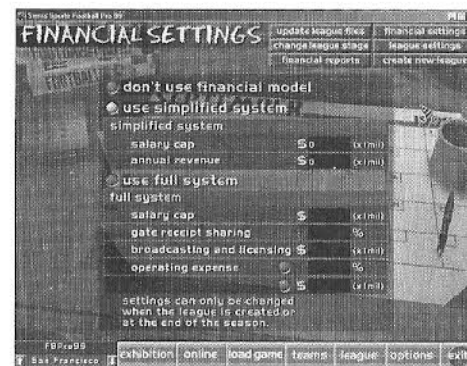 Sierra Sports Football Pro 99
FINANCIAL SETTINGS
update league files
financial settings
change league stage
league settings
financial reports
create new league
FOOTBALL
don't use financial model
use simplified system
simplified system
salary cap $0 (x1mil)
annual revenue $0 (x1mil)
use full system
full system
salary cap $ (x1mil)
gate receipt sharing %
broadcasting and licensing $ (x1mil)
operating expense %
$ (x1mil)
settings can only be changed
when the league is created or
at the end of the season.
FBPro99
San Francisco
exhibition online load game teams league options exit